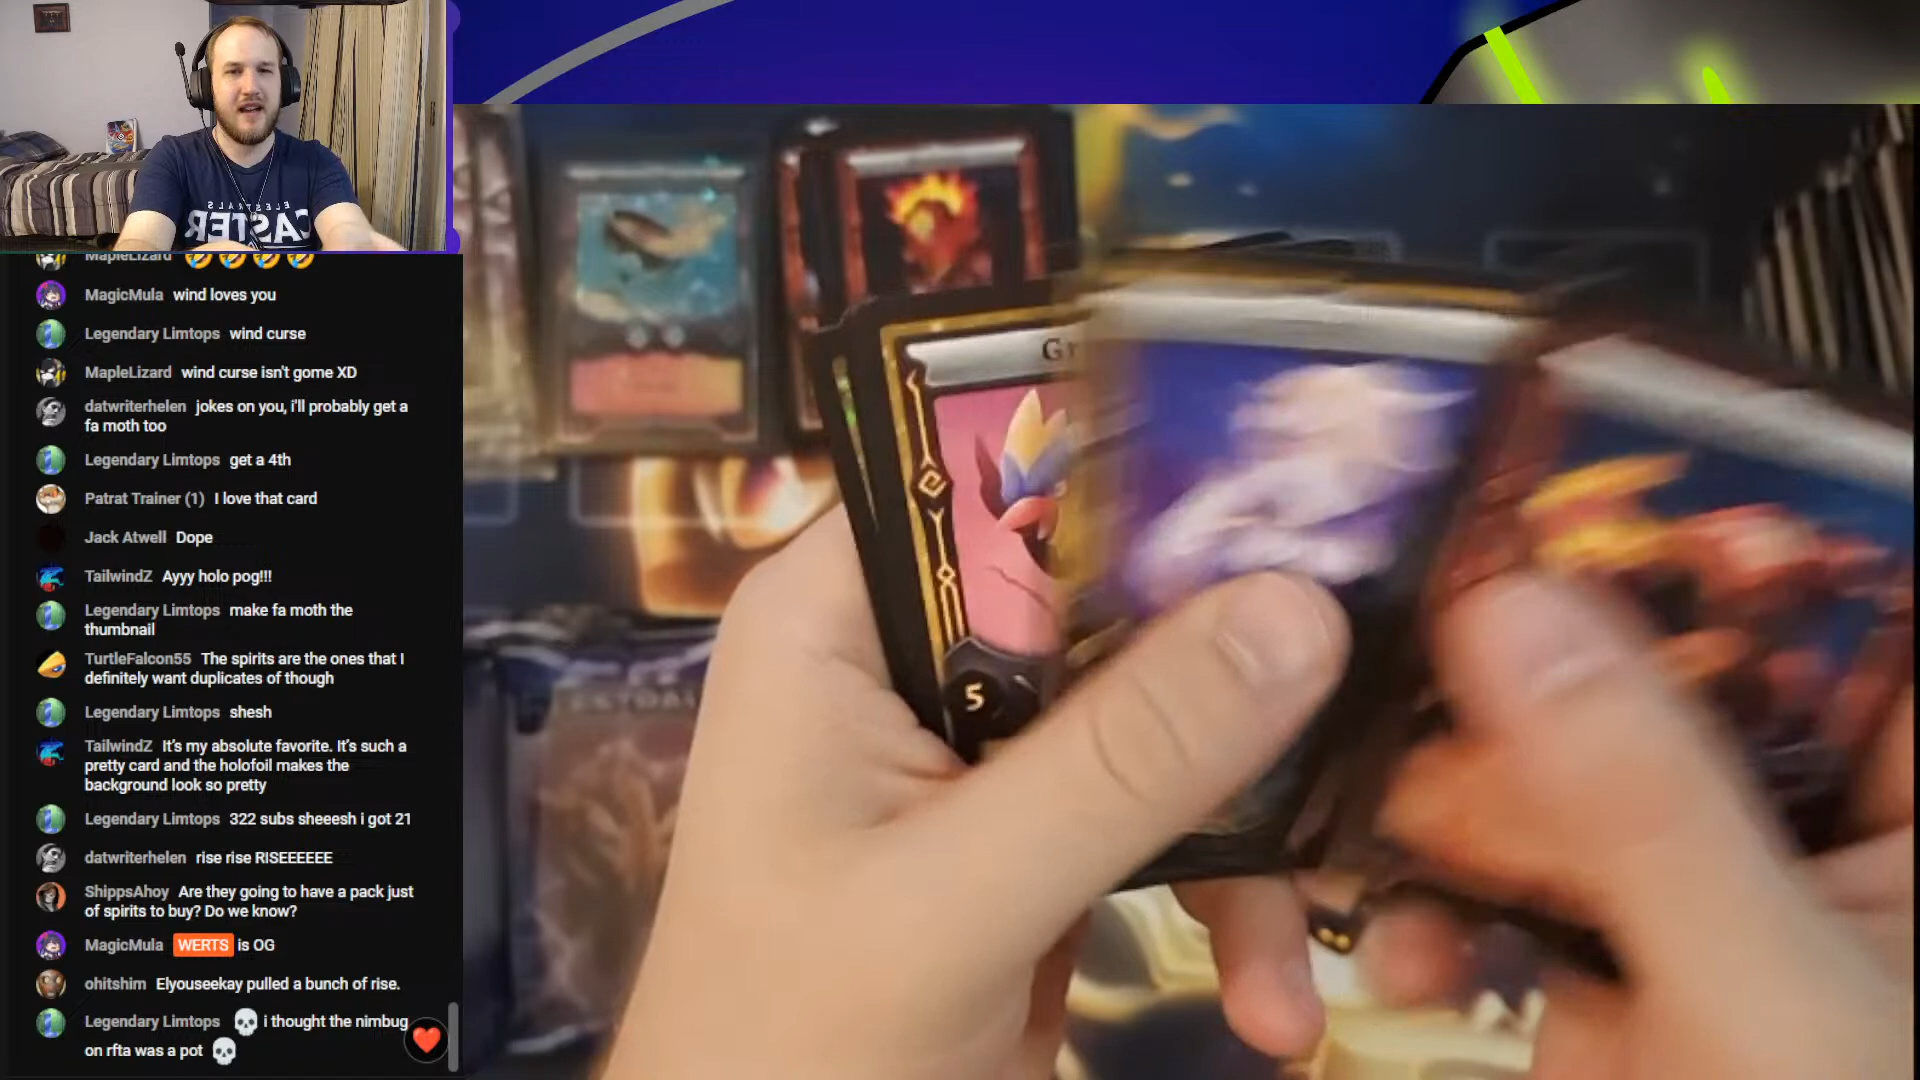 ELESTRALS
CASTER
MapleLizard 🤣🤣🤣🤣
MagicMula wind loves you
Legendary Limtops wind curse
MapleLizard wind curse isn't gome XD
datwriterhelen jokes on you, i'll probably get a
fa moth too
Legendary Limtops get a 4th
Patrat Trainer (1) I love that card
Jack Atwell Dope
TailwindZ Ayyy holo pog!!!
Legendary Limtops make fa moth the
thumbnail
TurtleFalcon55 The spirits are the ones that I
definitely want duplicates of though
Legendary Limtops shesh
TailwindZ It's my absolute favorite. It's such a
pretty card and the holofoil makes the
background look so pretty
Legendary Limtops 322 subs sheeesh i got 21
datwriterhelen rise rise RISEEEEEE
ShippsAhoy Are they going to have a pack just
of spirits to buy? Do we know?
MagicMula WERTS is OG
ohitshim Elyouseekay pulled a bunch of rise.
Legendary Limtops 💀 i thought the nimbug
on rfta was a pot 💀
Gr
5